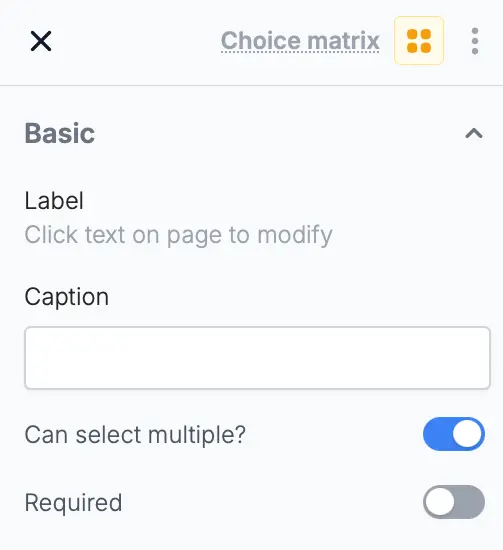 Choice matrix
Basic
Label
Click text on page to modify
Caption
Can select multiple?
Required